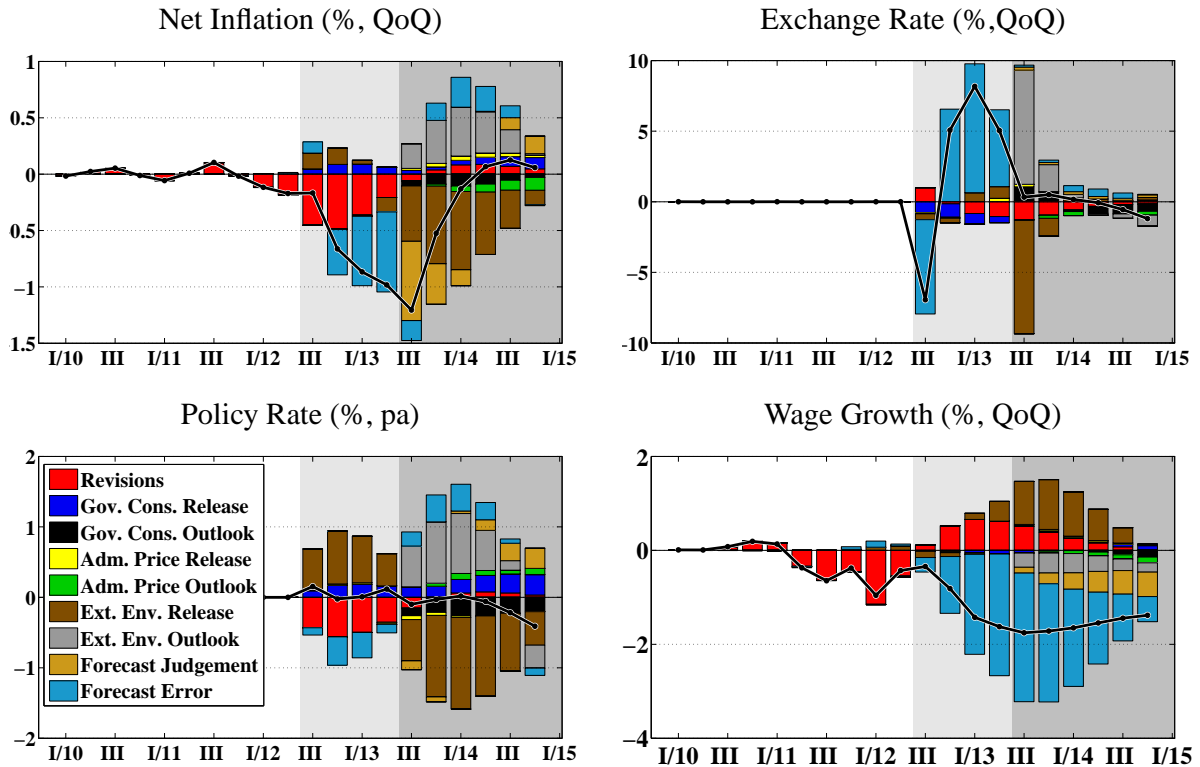 Net Inflation (%, QoQ)
1
0.5
0
−0.5
−1
1.5
I/10 III I/11 III I/12 III I/13 III I/14 III I/15
Exchange Rate (%,QoQ)
10
5
0
−5
-10
I/10 III I/11 III I/12 III I/13 III I/14 III I/15
Policy Rate (%, pa)
2
1
0
−1
−2
Revisions
Gov. Cons. Release
Gov. Cons. Outlook
Adm. Price Release
Adm. Price Outlook
Ext. Env. Release
Ext. Env. Outlook
Forecast Judgement
Forecast Error
I/10 III I/11 III I/12 III I/13 III I/14 III I/15
Wage Growth (%, QoQ)
2
0
−2
−4
I/10 III I/11 III I/12 III I/13 III I/14 III I/15